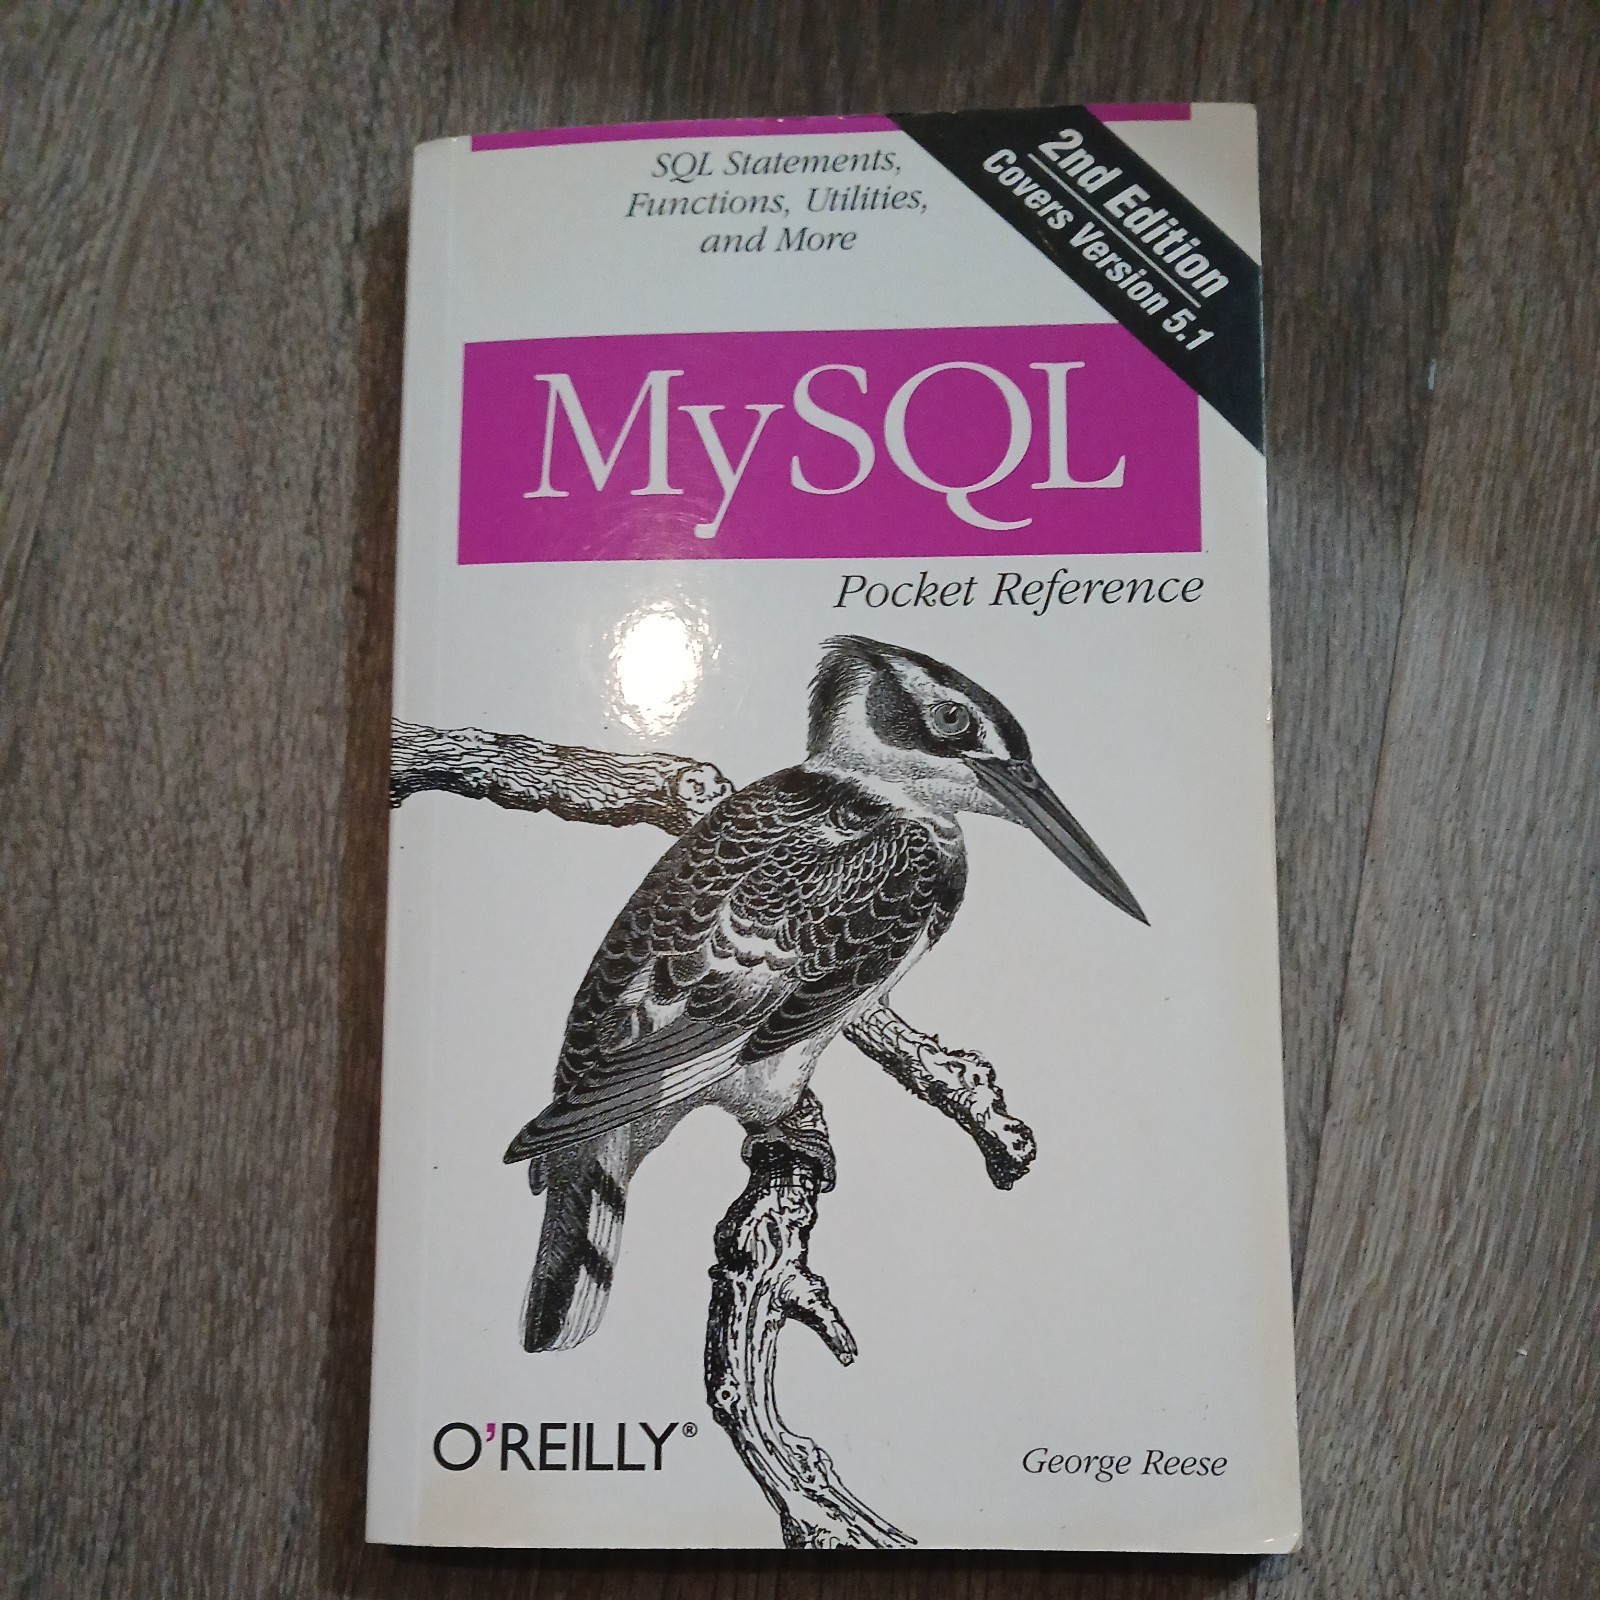 SQL Statements,
Functions, Utilities,
and More
2nd Edition
Covers Version 5.1
MySQL
Pocket Reference
O'REILLY®
George Reese